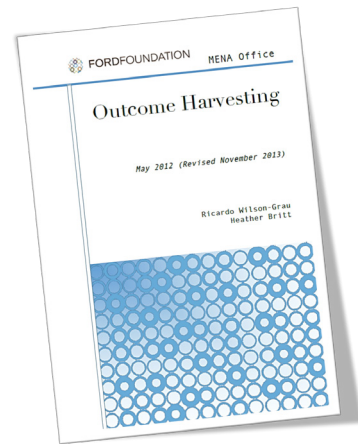 FORDFOUNDATION MENA Office
Outcome Harvesting
May 2012 (Revised November 2013)
Ricardo Wilson-Grau
Heather Britt